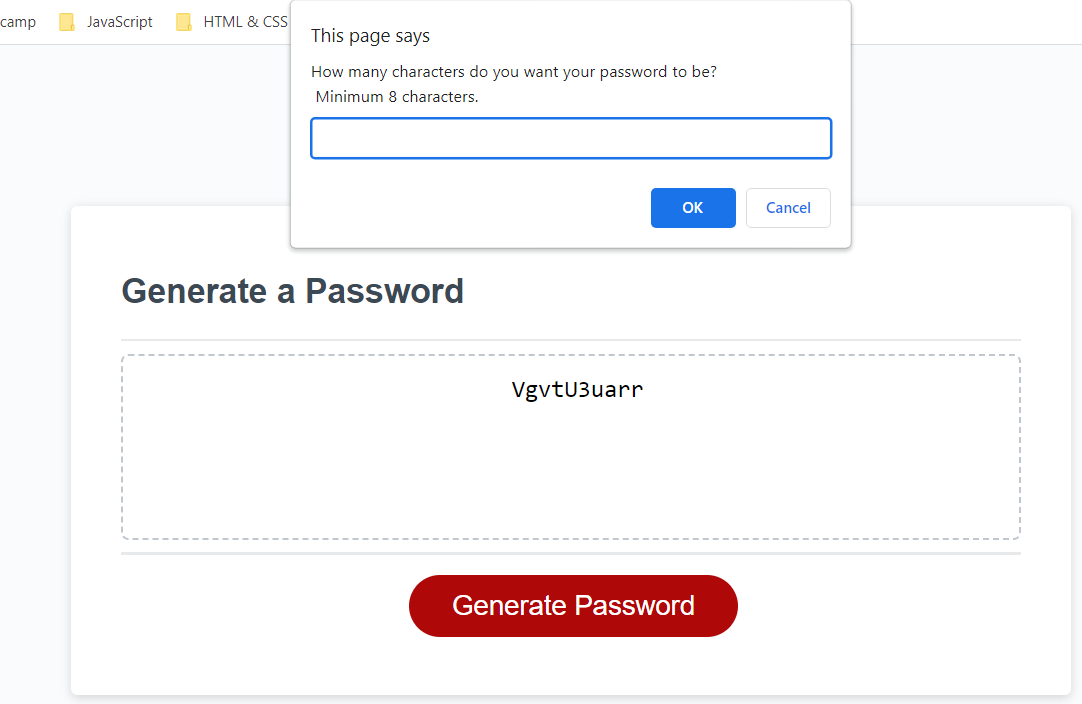 camp JavaScript HTML & CSS
This page says
How many characters do you want your password to be?
Minimum 8 characters.
OK Cancel
Generate a Password
VgvtU3uarr
Generate Password